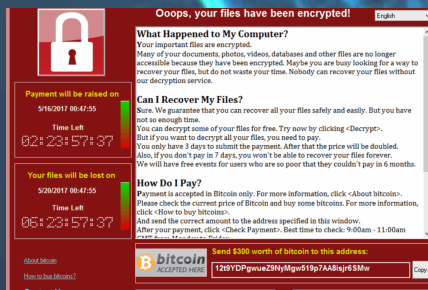 Ooops, your files have been encrypted!
English
What Happened to My Computer?
Your important files are encrypted.
Many of your documents, photos, videos, databases and other files are no longer
accessible because they have been encrypted. Maybe you are busy looking for a way to
recover your files, but do not waste your time. Nobody can recover your files without
our decryption service.
Can I Recover My Files?
Sure. We guarantee that you can recover all your files safely and easily. But you have
not so enough time.
You can decrypt some of your files for free. Try now by clicking <Decrypt>.
But if you want to decrypt all your files, you need to pay.
You only have 3 days to submit the payment. After that the price will be doubled.
Also, if you don't pay in 7 days, you won't be able to recover your files forever.
We will have free events for users who are so poor that they couldn't pay in 6 months.
How Do I Pay?
Payment is accepted in Bitcoin only. For more information, click <About bitcoin>.
Please check the current price of Bitcoin and buy some bitcoins. For more information,
click <How to buy bitcoins>.
And send the correct amount to the address specified in this window.
After your payment, click <Check Payment>. Best time to check: 9:00am - 11:00am
GMT from Monday to Friday.
Payment will be raised on
5/16/2017 00:47:55
Time Left
02:23:57:37
Your files will be lost on
5/20/2017 00:47:55
Time Left
06:23:57:37
About bitcoin
How to buy bitcoins?
bitcoin
ACCEPTED HERE
Send $300 worth of bitcoin to this address:
12t9YDPgwueZ9NyMgw519p7AA8isjr6SMw
Copy